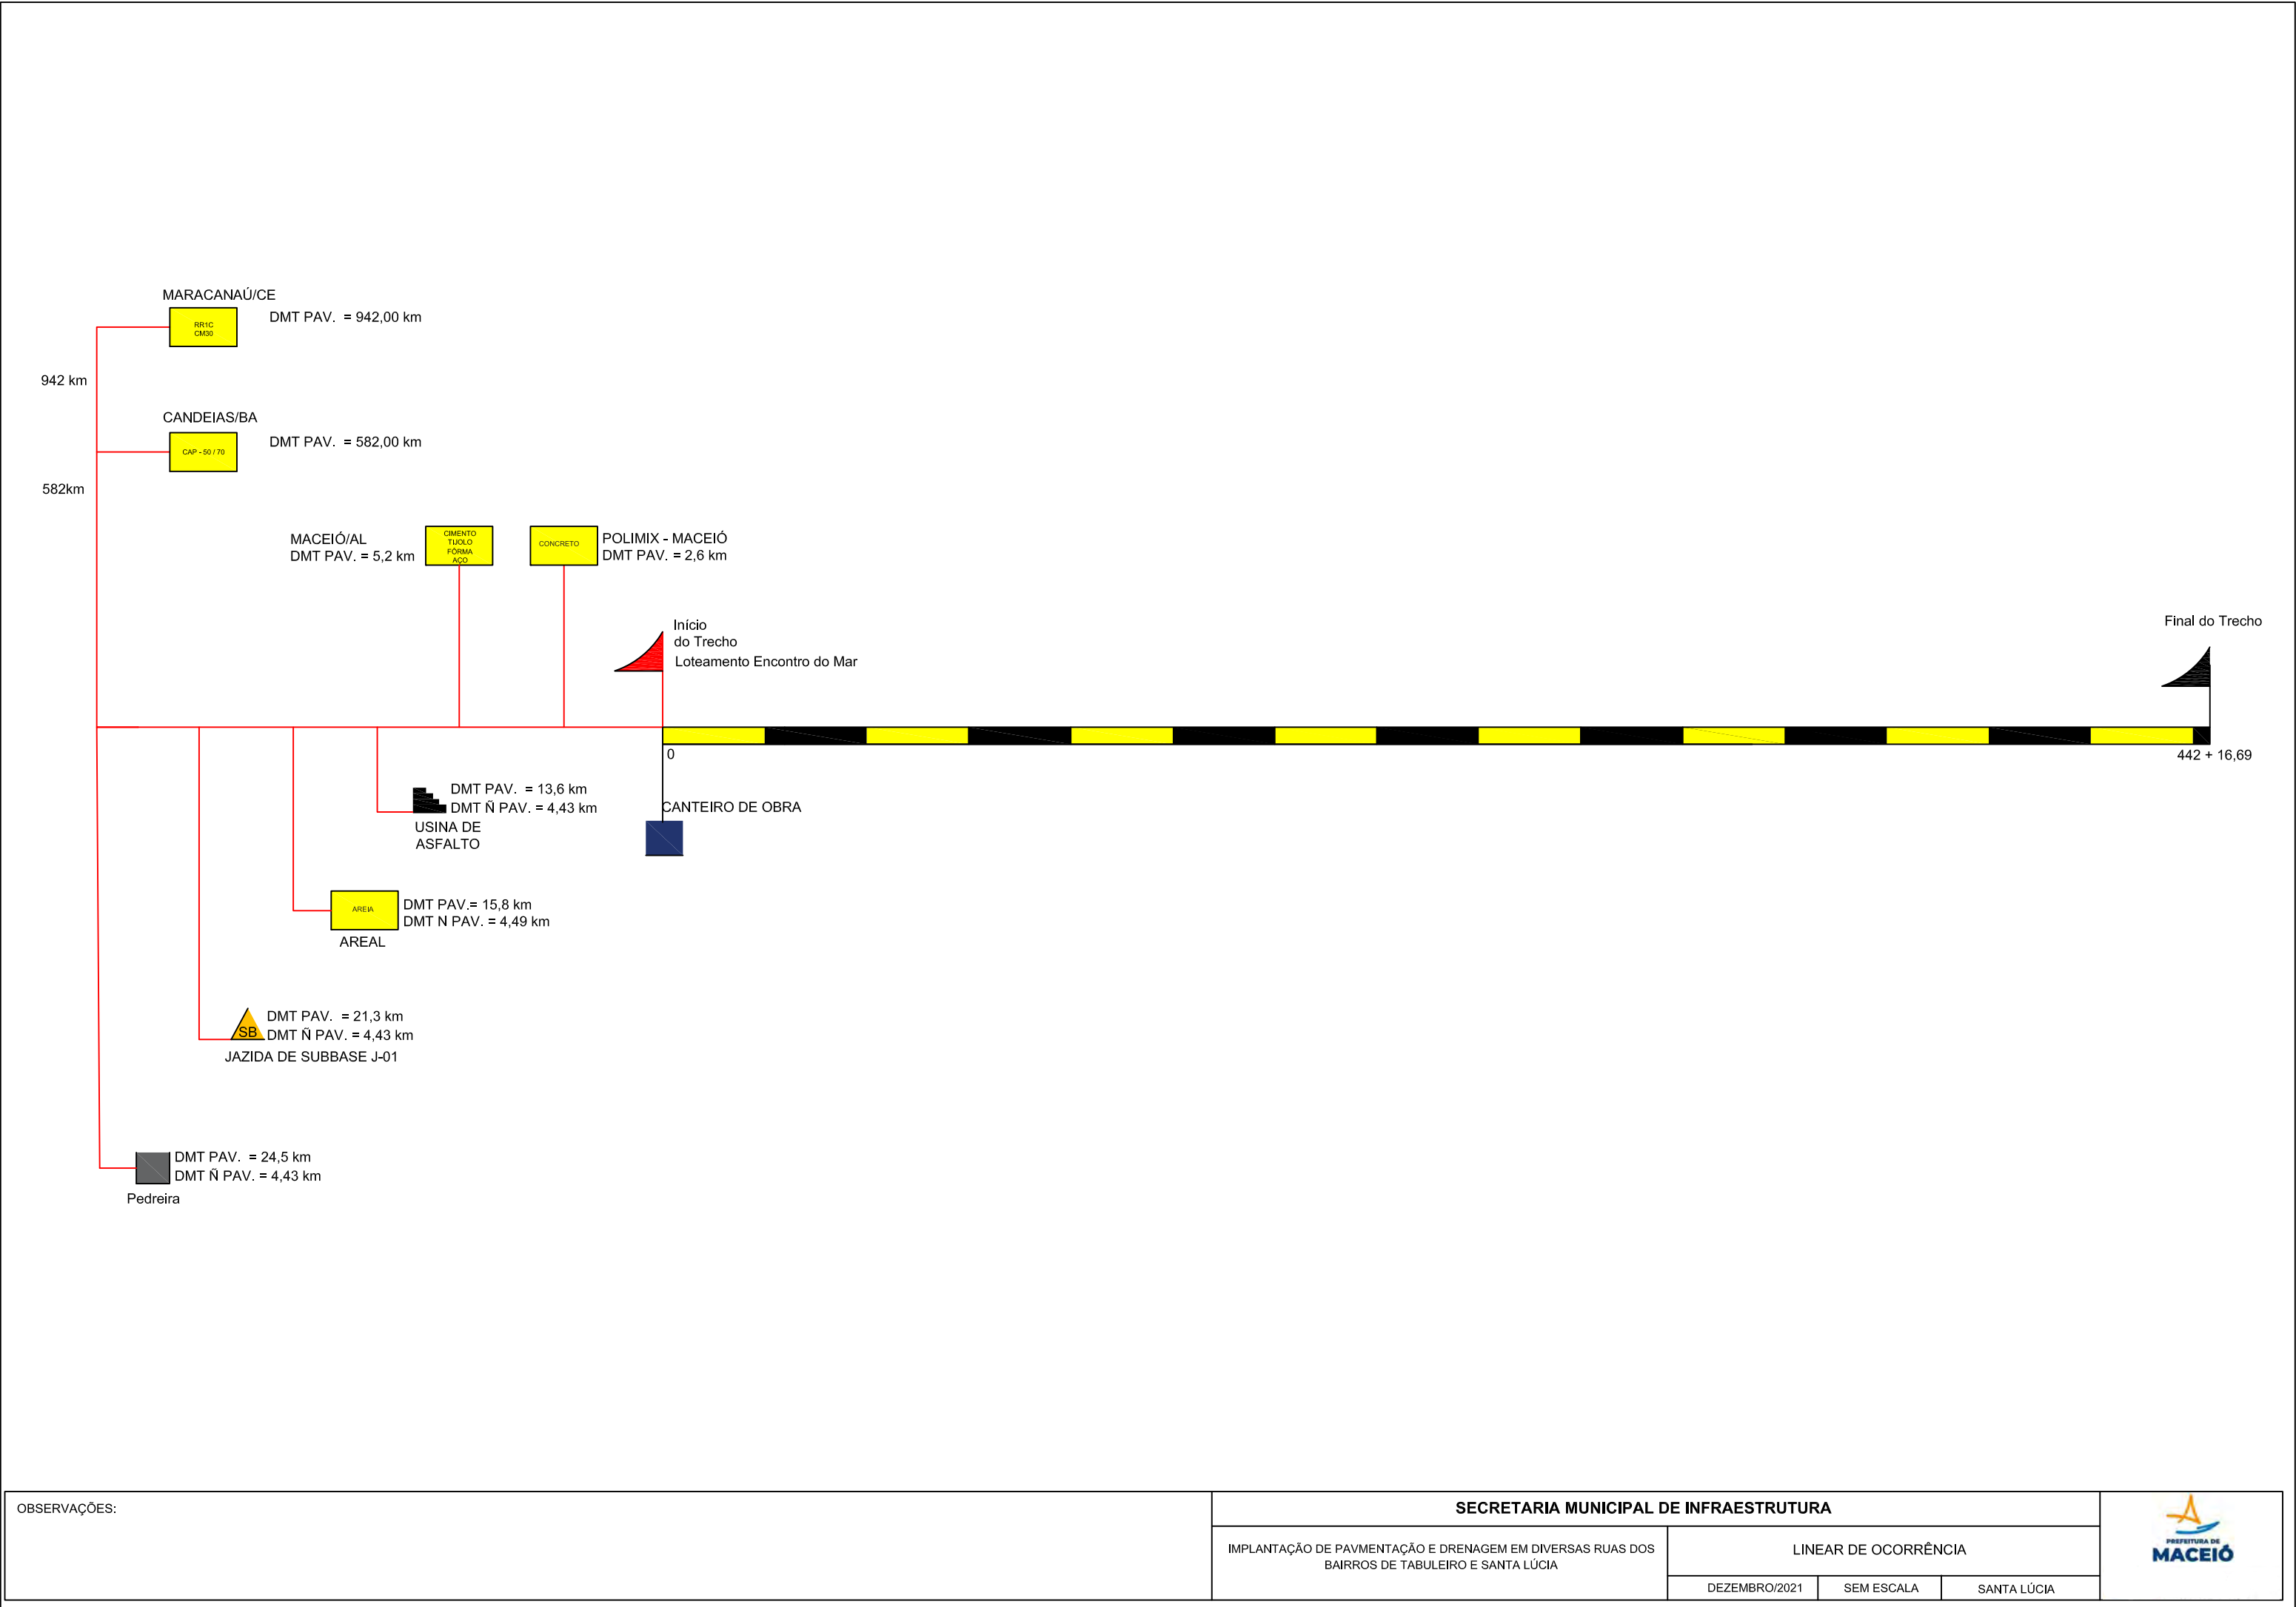 MARACANAÚ/CE
RR1C
CM30
DMT PAV.  = 942,00 km
942 km
CANDEIAS/BA
CAP - 50 / 70
DMT PAV.  = 582,00 km
582km
MACEIÓ/AL
DMT PAV. = 5,2 km
CIMENTO
TIJOLO
FÔRMA
AÇO
CONCRETO
POLIMIX - MACEIÓ
DMT PAV. = 2,6 km
Início
do Trecho
Loteamento Encontro do Mar
Final do Trecho
0
442 + 16,69
DMT PAV.  = 13,6 km
DMT Ñ PAV. = 4,43 km
USINA DE
ASFALTO
CANTEIRO DE OBRA
AREIA
DMT PAV.= 15,8 km
DMT N PAV. = 4,49 km
AREAL
SB
DMT PAV.  = 21,3 km
DMT Ñ PAV. = 4,43 km
JAZIDA DE SUBBASE J-01
DMT PAV.  = 24,5 km
DMT Ñ PAV. = 4,43 km
Pedreira
OBSERVAÇÕES:
SECRETARIA MUNICIPAL DE INFRAESTRUTURA
IMPLANTAÇÃO DE PAVMENTAÇÃO E DRENAGEM EM DIVERSAS RUAS DOS
BAIRROS DE TABULEIRO E SANTA LÚCIA
LINEAR DE OCORRÊNCIA
DEZEMBRO/2021
SEM ESCALA
SANTA LÚCIA
PREFEITURA DE
MACEIÓ